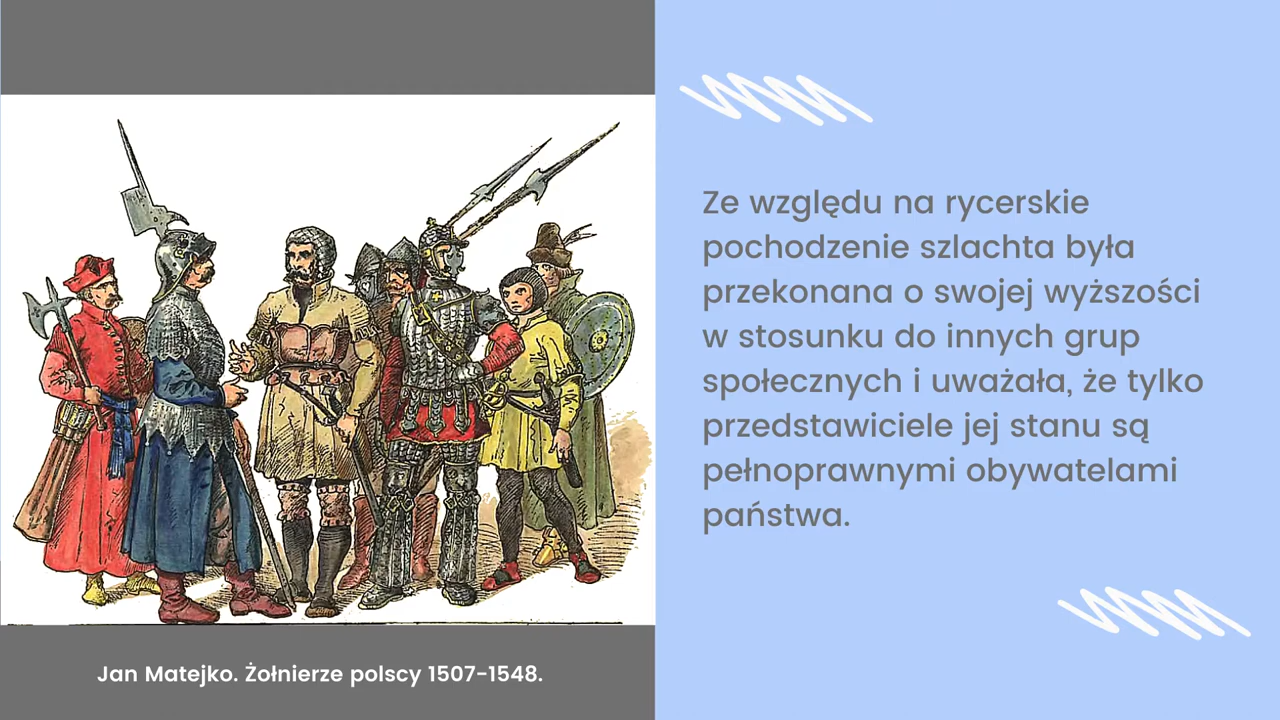 Ze względu na rycerskie
pochodzenie szlachta była
przekonana o swojej wyższości
w stosunku do innych grup
społecznych i uważała, że tylko
przedstawiciele jej stanu są
pełnoprawnymi obywatelami
państwa.
Jan Matejko. Żołnierze polscy 1507-1548.